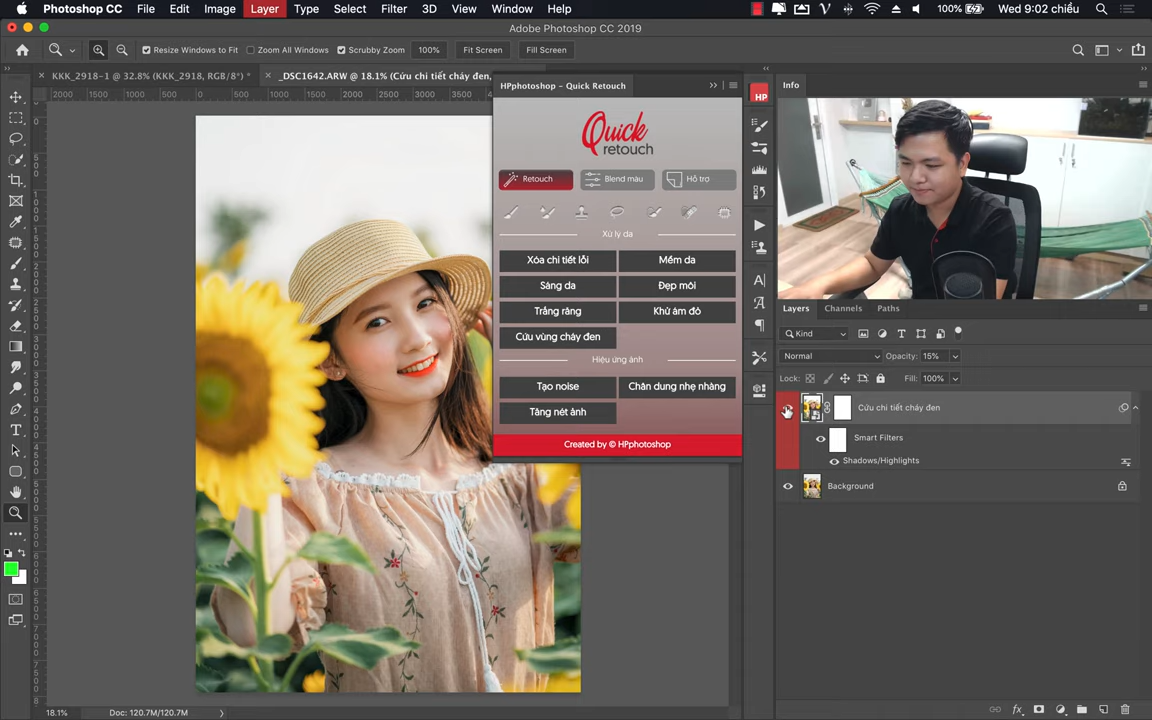 Photoshop CC File Edit Image Layer Type Select Filter 3D View Window Help 100% Wed 9:02 chiều
Adobe Photoshop CC 2019
Resize Windows to Fit Zoom All Windows Scrubby Zoom 100% Fit Screen Fill Screen
KKK_2918-1 @ 32.8% (KKK_2918, RGB/8*) * _DSC1642.ARW @ 18.1% (Cứu chi tiết cháy đen,
HPphotoshop – Quick Retouch
Info
HP
Quick
retouch
Retouch Blend màu Hỗ trợ
Xử lý da
Xóa chi tiết lỗi Mềm da
Sáng da Đẹp môi
Trắng răng Khử ám đỏ
Cứu vùng cháy đen
Hiệu ứng ảnh
Tạo noise Chân dung nhẹ nhàng
Tăng nét ảnh
Created by © HPphotoshop
Layers Channels Paths
Kind
Normal Opacity: 15%
Lock: Fill: 100%
Cứu chi tiết cháy đen
Smart Filters
Shadows/Highlights
Background
18.1% Doc: 120.7M/120.7M